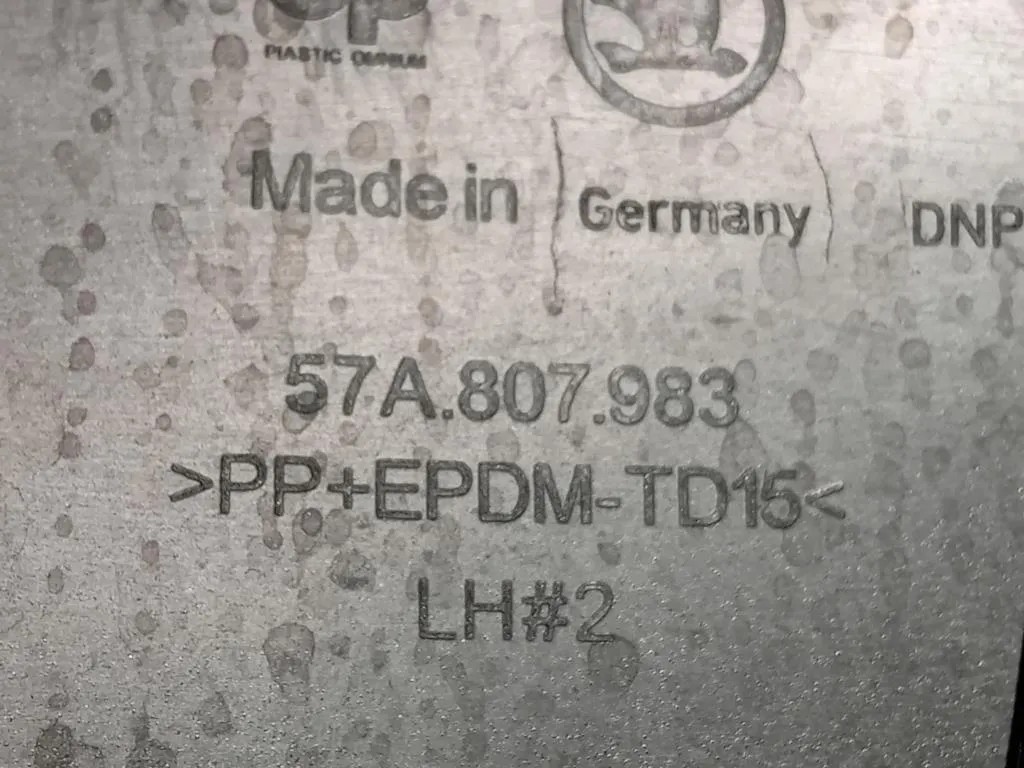 PLASTIC OMNIUM
Made in Germany DNP
57A.807.983
>PP+EPDM-TD15<
LH#2